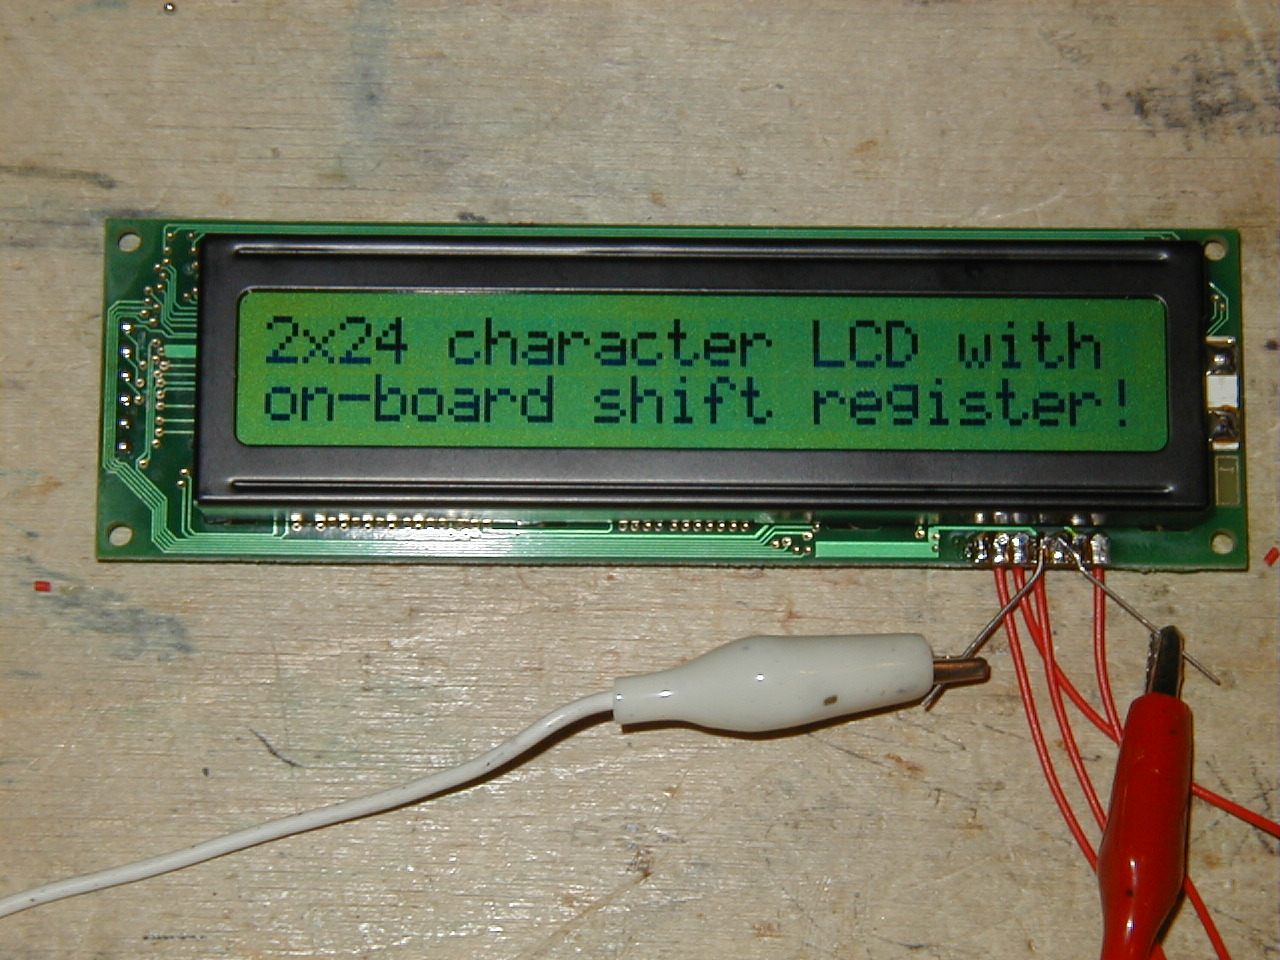 2x24 character LCD with
on-board shift register!